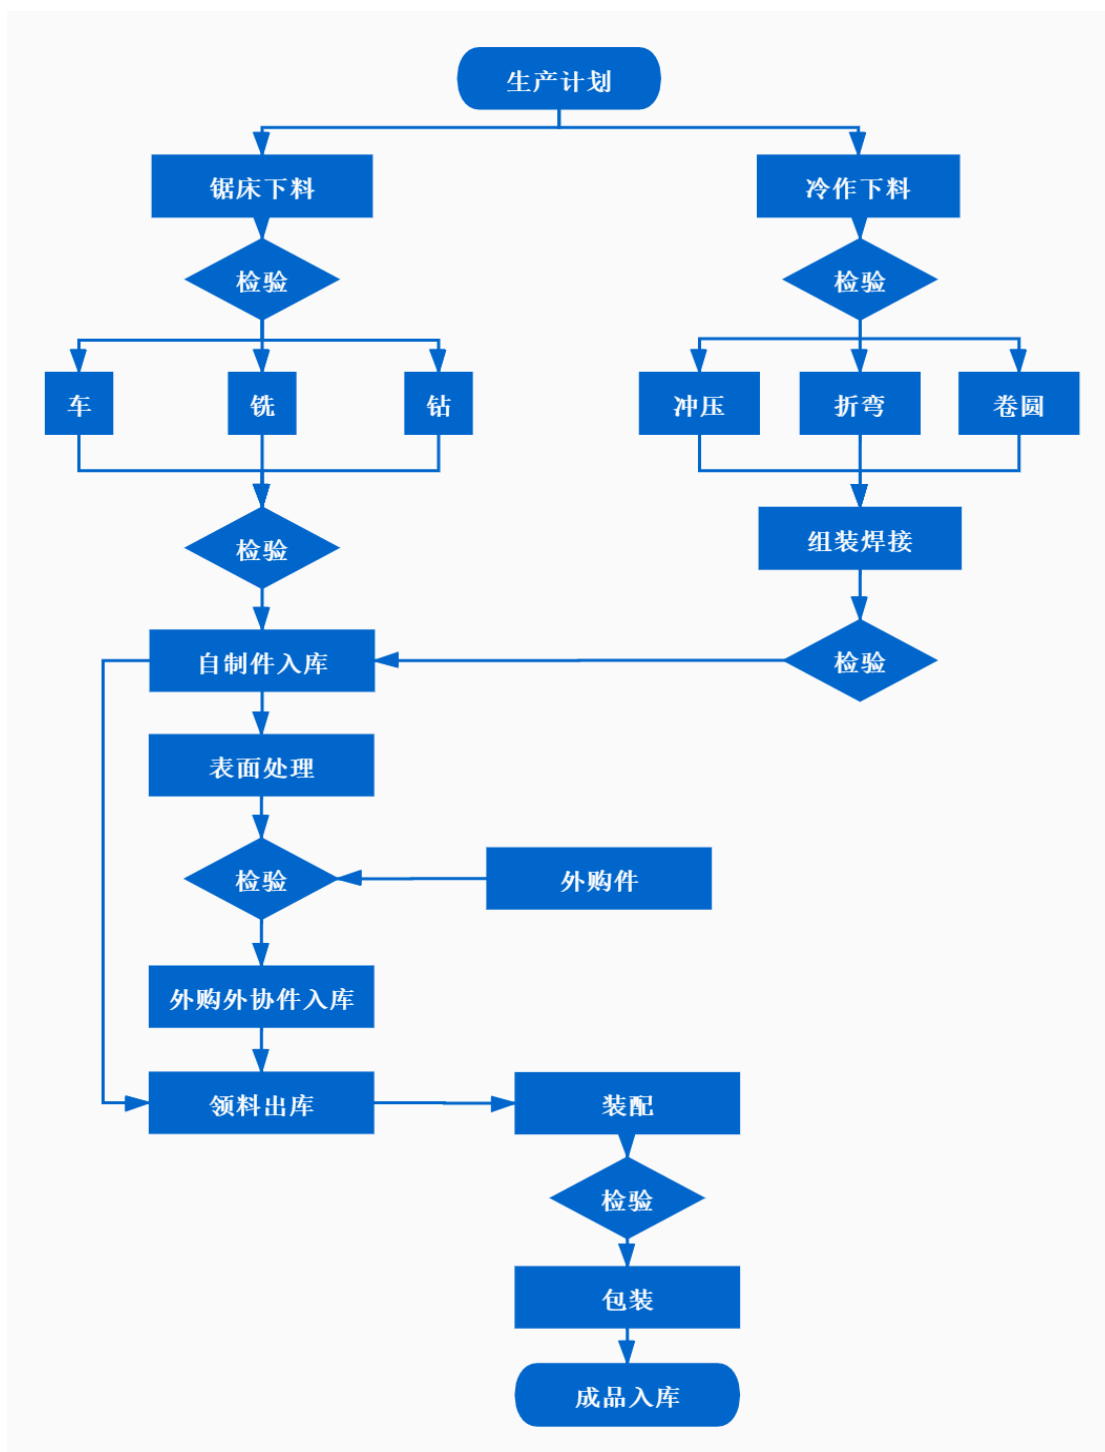 生产计划
锯床下料
冷作下料
检验
检验
车
铣
钻
冲压
折弯
卷圆
检验
组装焊接
自制件入库
检验
表面处理
检验
外购件
外购外协件入库
领料出库
装配
检验
包装
成品入库